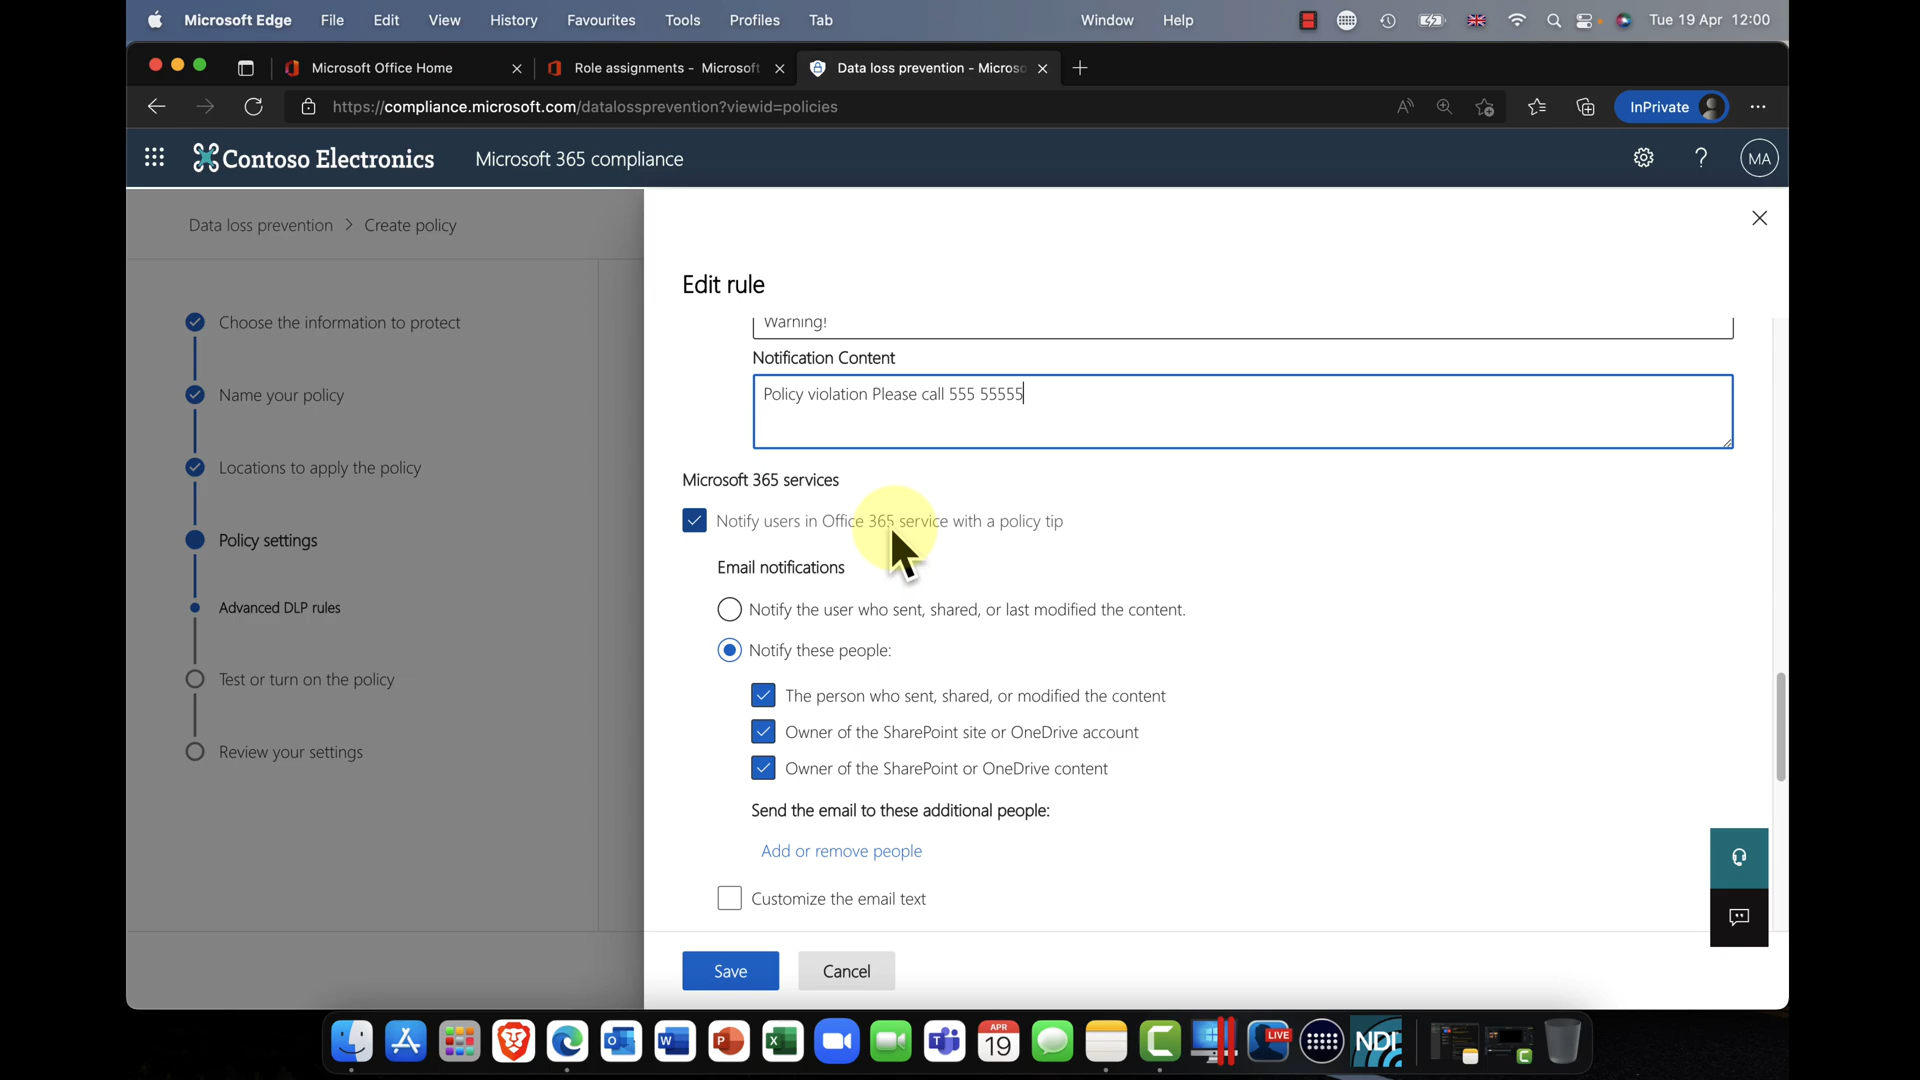 Microsoft Edge File Edit View History Favourites Tools Profiles Tab Window Help Tue 19 Apr 12:00
Microsoft Office Home Role assignments - Microsoft Data loss prevention - Microso
https://compliance.microsoft.com/datalossprevention?viewid=policies InPrivate
Contoso Electronics Microsoft 365 compliance MA
Data loss prevention > Create policy
Choose the information to protect
Name your policy
Locations to apply the policy
Policy settings
Advanced DLP rules
Test or turn on the policy
Review your settings
Edit rule
Warning!
Notification Content
Policy violation Please call 555 55555
Microsoft 365 services
Notify users in Office 365 service with a policy tip
Email notifications
Notify the user who sent, shared, or last modified the content.
Notify these people:
The person who sent, shared, or modified the content
Owner of the SharePoint site or OneDrive account
Owner of the SharePoint or OneDrive content
Send the email to these additional people:
Add or remove people
Customize the email text
Save Cancel
APR
19
LIVE
NDI